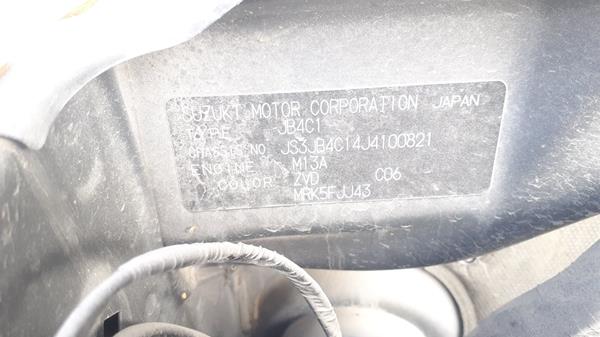 SUZUKI MOTOR CORPORATION JAPAN
TYPE JB4C1
CHASSIS NO. JS3JB4C14J4100821
ENGINE M13A
COLOR ZVD C06
MRK5FJJ43